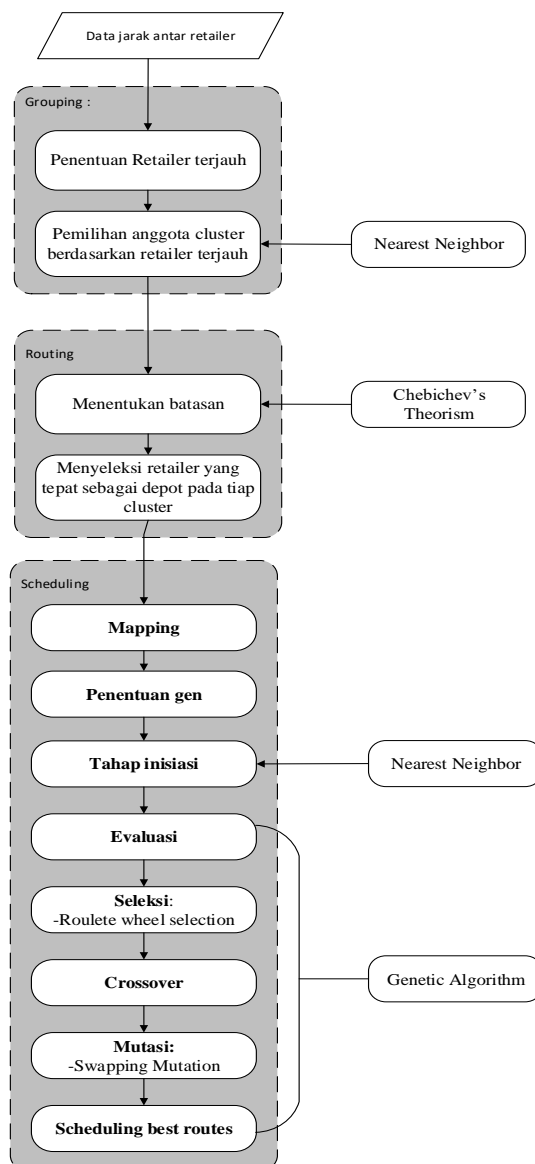 Data jarak antar retailer
Grouping :
Penentuan Retailer terjauh
Pemilihan anggota cluster
berdasarkan retailer terjauh
Nearest Neighbor
Routing
Menentukan batasan
Chebichev's
Theorism
Menyeleksi retailer yang
tepat sebagai depot pada tiap
cluster
Scheduling
Mapping
Penentuan gen
Tahap inisiasi
Nearest Neighbor
Evaluasi
Seleksi:
-Roulete wheel selection
Crossover
Genetic Algorithm
Mutasi:
-Swapping Mutation
Scheduling best routes